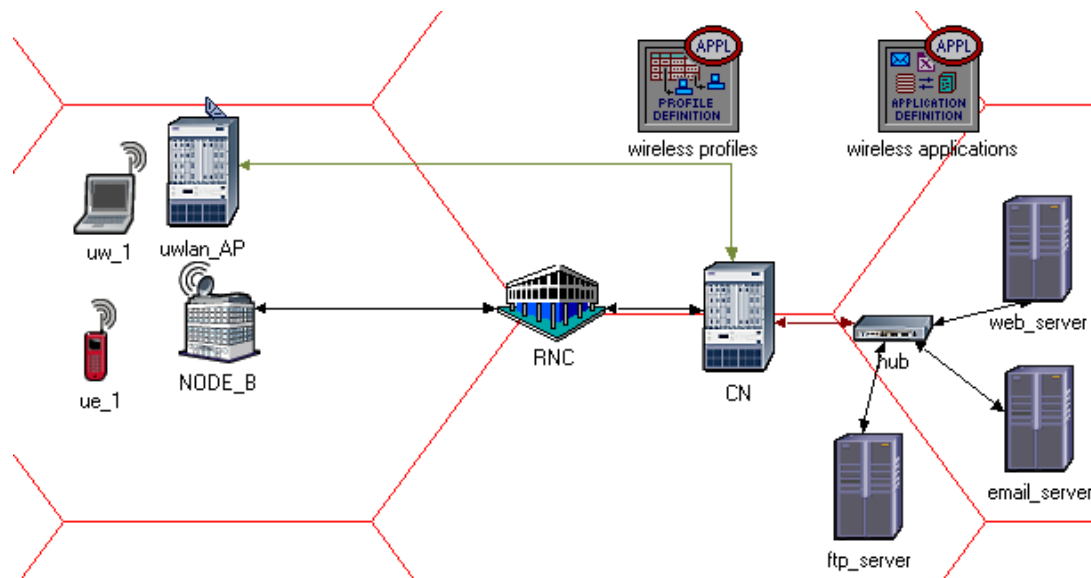 APPL
PROFILE
DEFINITION
wireless profiles
APPL
APPLICATION
DEFINITION
wireless applications
uw_1
uwlan_AP
web_server
RNC
hub
NODE_B
CN
ue_1
email_server
ftp_server